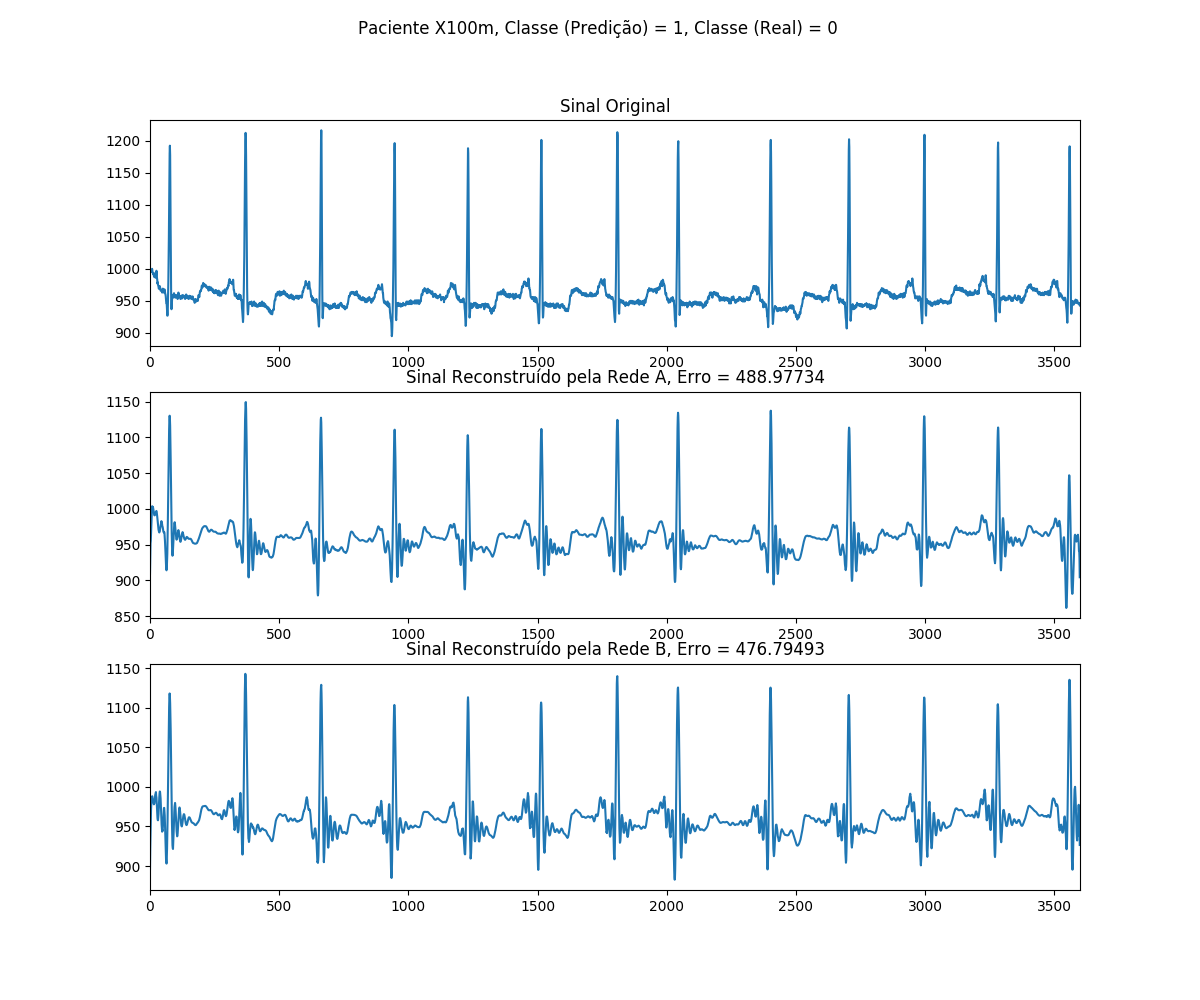 Paciente X100m, Classe (Predição) = 1, Classe (Real) = 0
Sinal Original
1200
1150
1100
1050
1000
950
900
0 500 1000 1500 2000 2500 3000 3500
Sinal Reconstruído pela Rede A, Erro = 488.97734
1150
1100
1050
1000
950
900
850
0 500 1000 1500 2000 2500 3000 3500
Sinal Reconstruído pela Rede B, Erro = 476.79493
1150
1100
1050
1000
950
900
0 500 1000 1500 2000 2500 3000 3500